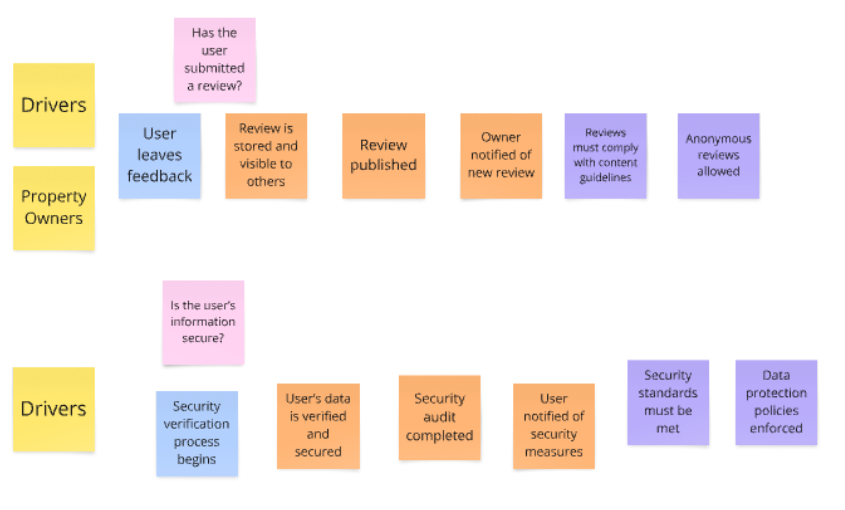 Has the
user
submitted
a review?
Drivers
Property
Owners
User
leaves
feedback
Review is
stored and
visible to
others
Review
published
Owner
notified of
new review
Reviews
must comply
with content
guidelines
Anonymous
reviews
allowed
Is the user's
information
secure?
Drivers
Security
verification
process
begins
User's data
is verified
and
secured
Security
audit
completed
User
notified of
security
measures
Security
standards
must be
met
Data
protection
policies
enforced